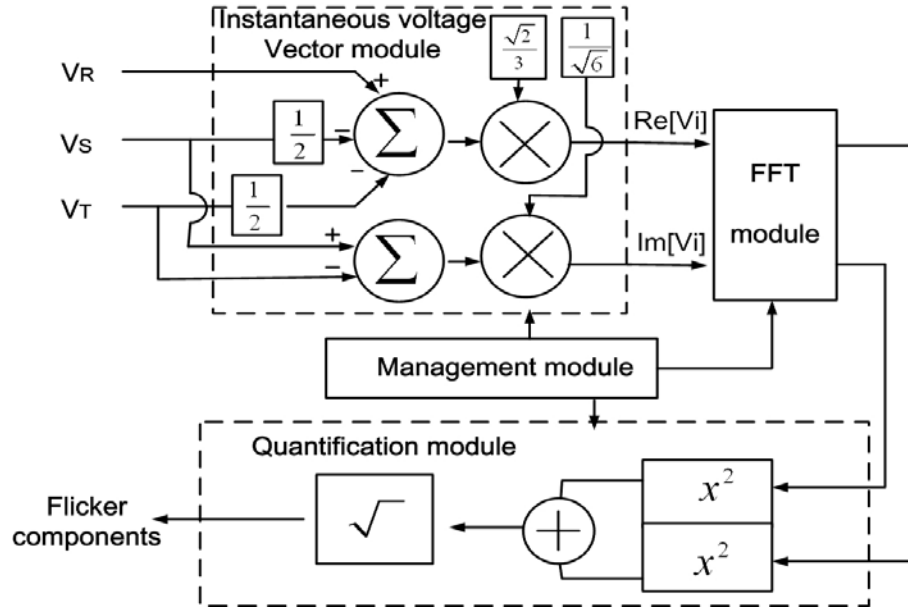 Instantaneous voltage
Vector module
√2/3
1/√6
VR
+
1/2
−
Σ
Re[Vi]
VS
−
FFT
module
VT
1/2
+
Σ
Im[Vi]
−
Management module
Quantification module
x²
Flicker
components
√
+
x²